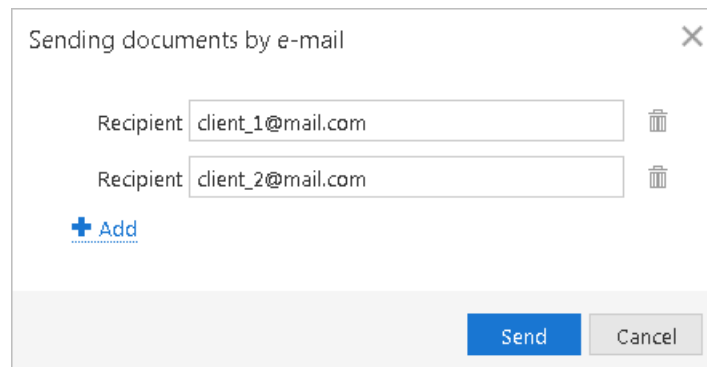 Sending documents by e-mail
Recipient client_1@mail.com
Recipient client_2@mail.com
Add
Send Cancel